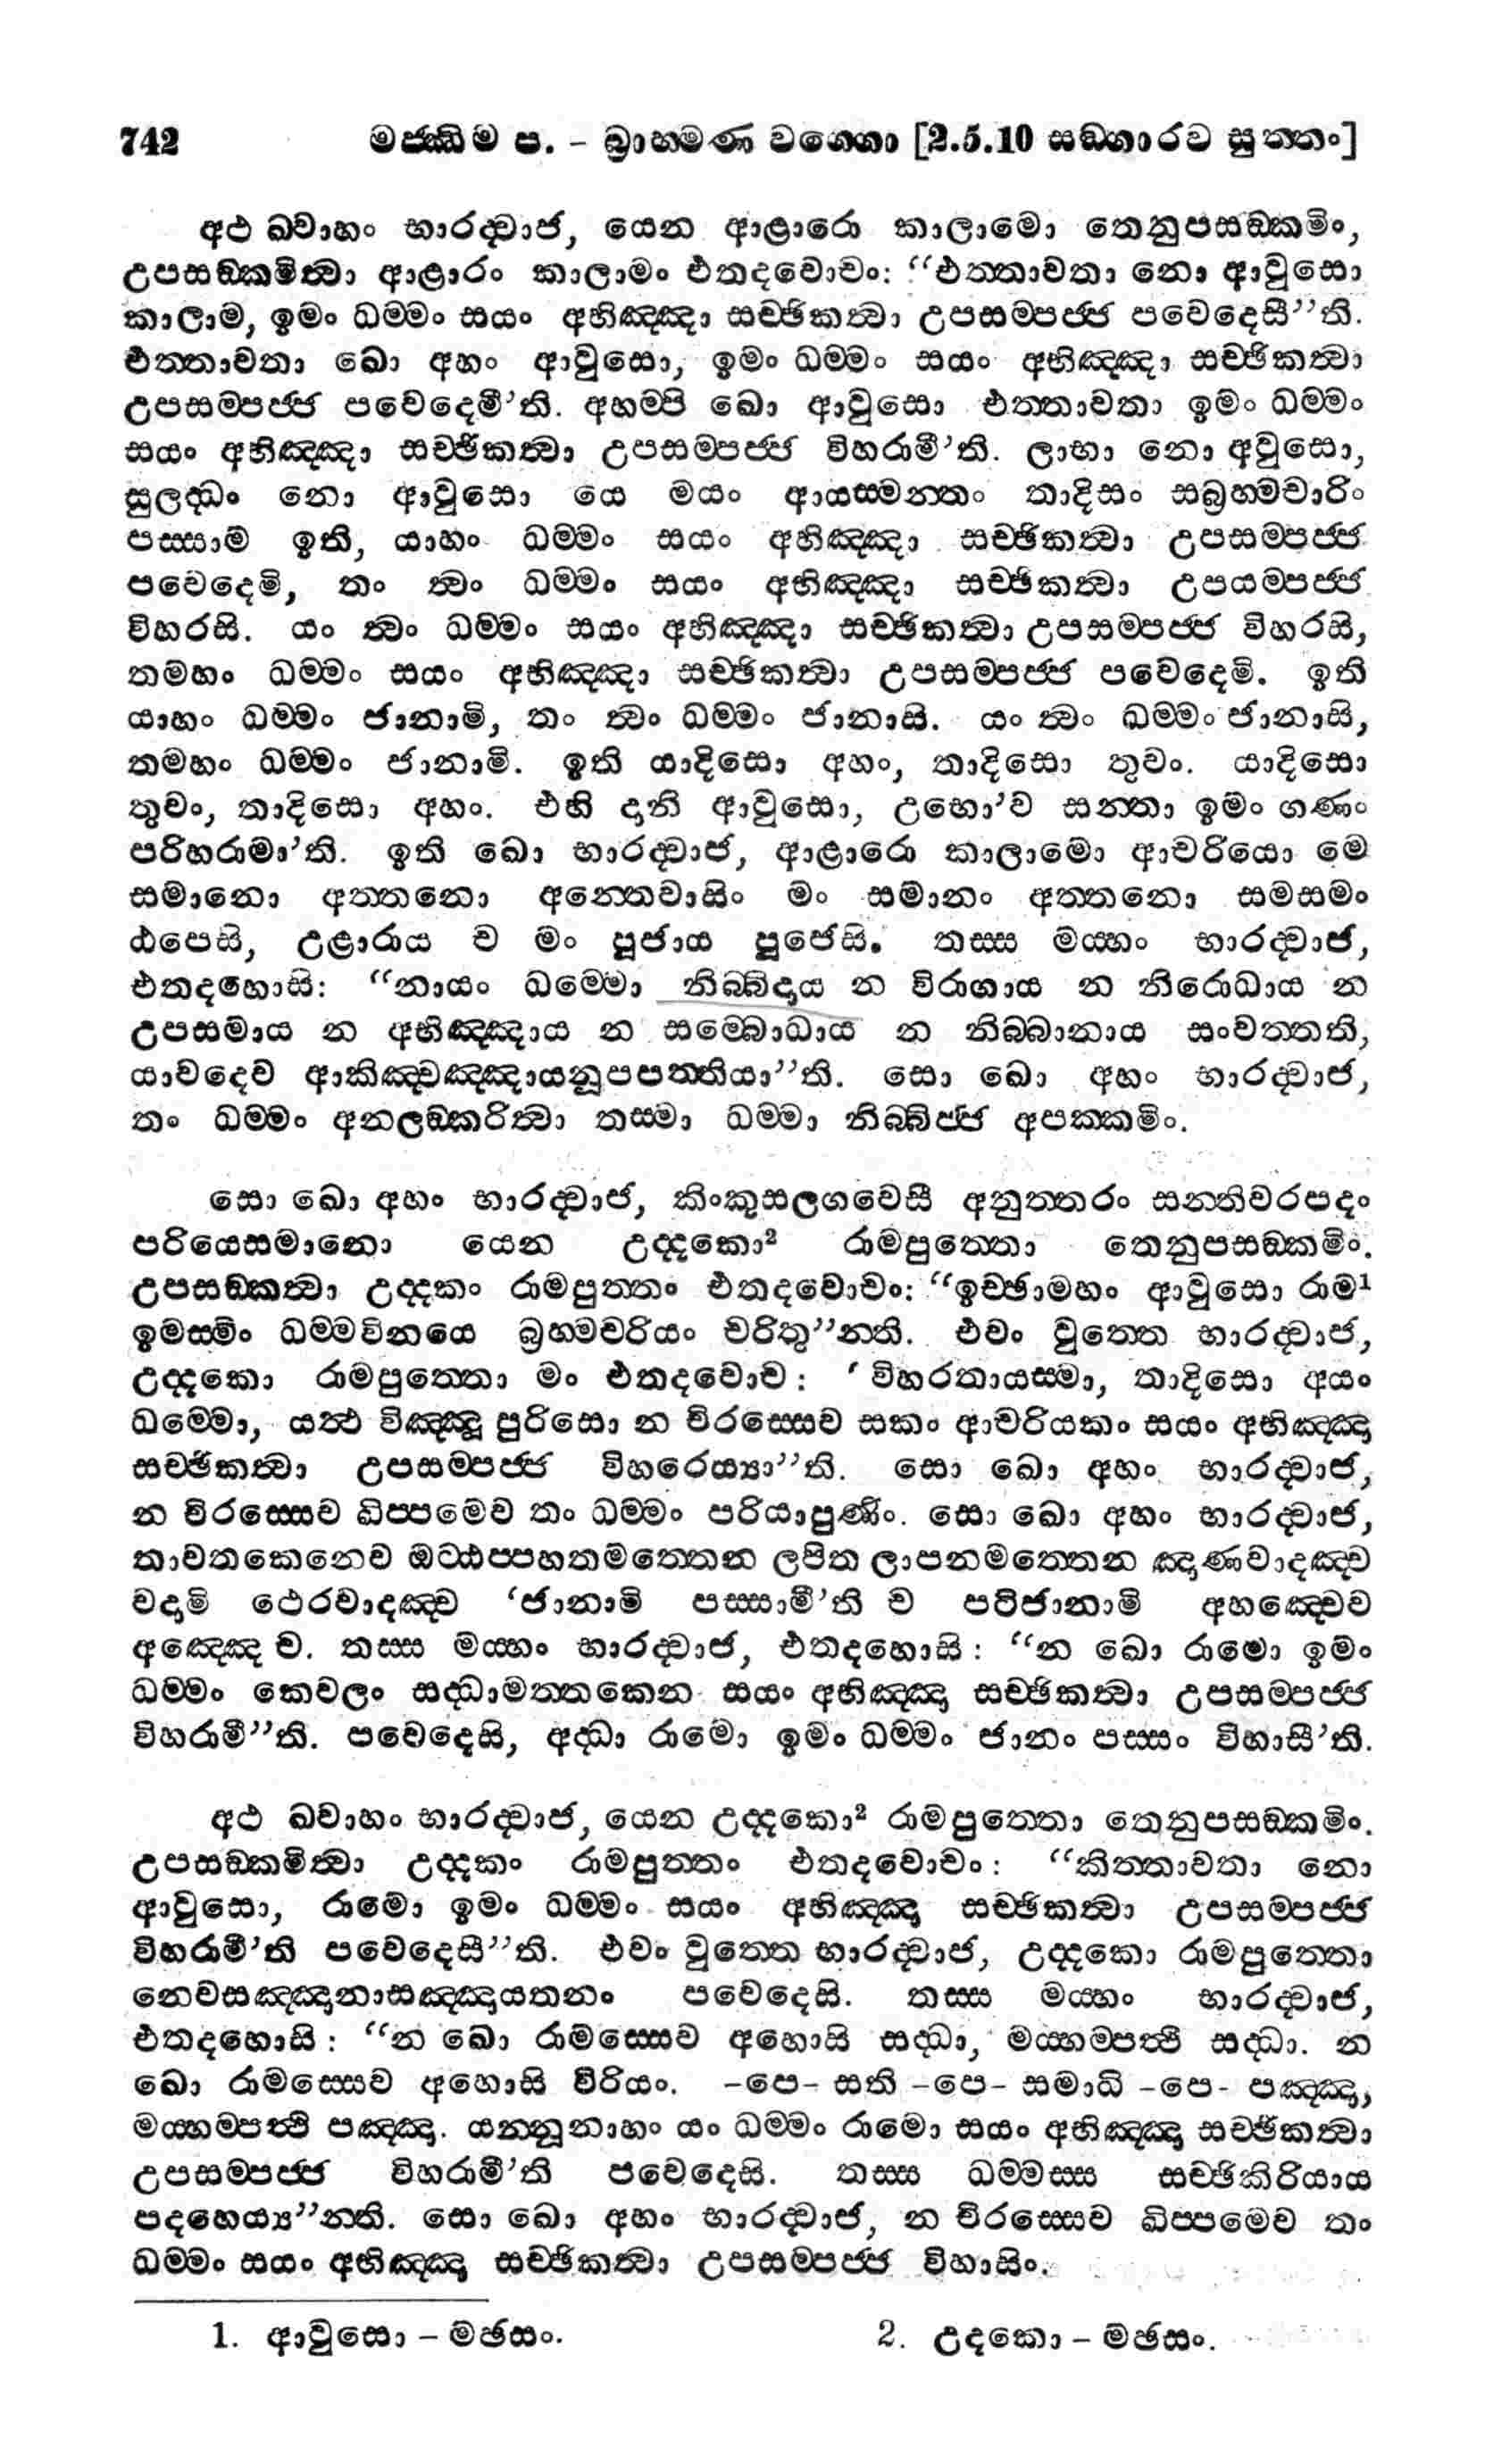 742 මජ්ඣිම ප. – බ්‍රාහමණ වග්ගො [2.5.10 සඞ්ගාරව සුත්තං]
අථ ඛ්වාහං භාරද්වාජ, යෙන ආළාරො කාලාමො තෙනුපසඞ්කමිං,
උපසඞ්කමිත්වා ආළාරං කාලාමං එතදවොචං: “එත්තාවතා නො ආවුසො
කාලාම, ඉමං ධම්මං සයං අභිඤ්ඤා සච්ඡිකත්වා උපසම්පජ්ජ පවෙදෙසී”ති.
එත්තාවතා ඛො අහං ආවුසො, ඉමං ධම්මං සයං අභිඤ්ඤා සච්ඡිකත්වා
උපසම්පජ්ජ පවෙදෙමී’ති. අහම්පි ඛො ආවුසො එත්තාවතා ඉමං ධම්මං
සයං අභිඤ්ඤා සච්ඡිකත්වා උපසම්පජ්ජ විහරාමී’ති. ලාභා නො අවුසො,
සුලද්ධං නො ආවුසො යෙ මයං ආයස්මන්තං තාදිසං සබ්‍රහ්මචාරිං
පස්සාම ඉති, යාහං ධම්මං සයං අභිඤ්ඤා සච්ඡිකත්වා උපසම්පජ්ජ
පවෙදෙමි, තං ත්වං ධම්මං සයං අභිඤ්ඤා සච්ඡිකත්වා උපයම්පජ්ජ
විහරසි. යං ත්වං ධම්මං සයං අභිඤ්ඤා සච්ඡිකත්වා උපසම්පජ්ජ විහරසි,
තමහං ධම්මං සයං අභිඤ්ඤා සච්ඡිකත්වා උපසම්පජ්ජ පවෙදෙමි. ඉති
යාහං ධම්මං ජානාමි, තං ත්වං ධම්මං ජානාසි. යං ත්වං ධම්මං ජානාසි,
තමහං ධම්මං ජානාමි. ඉති යාදිසො අහං, තාදිසො තුවං. යාදිසො
තුවං, තාදිසො අහං. එහි දානි ආවුසො, උභො’ව සන්තා ඉමං ගණං
පරිහරාමා’ති. ඉති ඛො භාරද්වාජ, ආළාරො කාලාමො ආචරියො මෙ
සමානො අත්තනො අන්තෙවාසිං මං සමානං අත්තනො සමසමං
ඨපෙසි, උළාරාය ච මං පූජාය පූජෙසි. තස්ස මය්හං භාරද්වාජ,
එතදහොසි: “නායං ධම්මො නිබ්බිදාය න විරාගාය න නිරොධාය න
උපසමාය න අභිඤ්ඤාය න සම්බොධාය න නිබ්බානාය සංවත්තති,
යාවදෙව ආකිඤ්චඤ්ඤායනූපපත්තියා”ති. සො ඛො අහං භාරද්වාජ,
තං ධම්මං අනලඞ්කරිත්වා තස්මා ධම්මා නිබ්බිජ්ජ අපක්කමිං.
සො ඛො අහං භාරද්වාජ, කිංකුසලගවෙසී අනුත්තරං සන්තිවරපදං
පරියෙසමානො යෙන උද්දකො² රාමපුත්තො තෙනුපසඞ්කමිං.
උපසඞ්කත්වා උද්දකං රාමපුත්තං එතදවොචං: “ඉච්ඡාමහං ආවුසො රාම¹
ඉමස්මිං ධම්මවිනයෙ බ්‍රහ්මචරියං චරිතු”න්ති. එවං වුත්තෙ භාරද්වාජ,
උද්දකො රාමපුත්තො මං එතදවොච: ‘විහරතායස්මා, තාදිසො අයං
ධම්මො, යත්ථ විඤ්ඤූ පුරිසො න චිරස්සෙව සකං ආචරියකං සයං අභිඤ්ඤා
සච්ඡිකත්වා උපසම්පජ්ජ විහරෙය්‍යා”ති. සො ඛො අහං භාරද්වාජ,
න චිරස්සෙව ඛිප්පමෙව තං ධම්මං පරියාපුණිං. සො ඛො අහං භාරද්වාජ,
තාවතකෙනෙව ඔට්ඨප්පහතමත්තෙන ලපිත ලාපනමත්තෙන ඤාණවාදඤ්ච
වදාමි ථෙරවාදඤ්ච ‘ජානාමි පස්සාමී’ති ච පටිජානාමි අහඤ්චෙව
අඤ්ඤෙ ච. තස්ස මය්හං භාරද්වාජ, එතදහොසි: “න ඛො රාමො ඉමං
ධම්මං කෙවලං සද්ධාමත්තකෙන සයං අභිඤ්ඤා සච්ඡිකත්වා උපසම්පජ්ජ
විහරාමී”ති. පවෙදෙසි, අද්ධා රාමො ඉමං ධම්මං ජානං පස්සං විහාසී’ති.
අථ ඛ්වාහං භාරද්වාජ, යෙන උද්දකො² රාමපුත්තො තෙනුපසඞ්කමිං.
උපසඞ්කමිත්වා උද්දකං රාමපුත්තං එතදවොචං: “කිත්තාවතා නො
ආවුසො, රාමො ඉමං ධම්මං සයං අභිඤ්ඤා සච්ඡිකත්වා උපසම්පජ්ජ
විහරාමී’ති පවෙදෙසී”ති. එවං වුත්තෙ භාරද්වාජ, උද්දකො රාමපුත්තො
නෙවසඤ්ඤානාසඤ්ඤායතනං පවෙදෙසි. තස්ස මය්හං භාරද්වාජ,
එතදහොසි: “න ඛො රාමස්සෙව අහොසි සද්ධා, මය්හම්පත්ථි සද්ධා. න
ඛො රාමස්සෙව අහොසි විරියං. -පෙ- සති -පෙ- සමාධි -පෙ- පඤ්ඤා,
මය්හම්පත්ථි පඤ්ඤා. යන්නූනාහං යං ධම්මං රාමො සයං අභිඤ්ඤා සච්ඡිකත්වා
උපසම්පජ්ජ විහරාමී’ති පවෙදෙසි. තස්ස ධම්මස්ස සච්ඡිකිරියාය
පදහෙය්‍ය”න්ති. සො ඛො අහං භාරද්වාජ, න චිරස්සෙව ඛිප්පමෙව තං
ධම්මං සයං අභිඤ්ඤා සච්ඡිකත්වා උපසම්පජ්ජ විහාසිං.
1. ආවුසො – මඡසං. 2. උදකො – මඡසං.